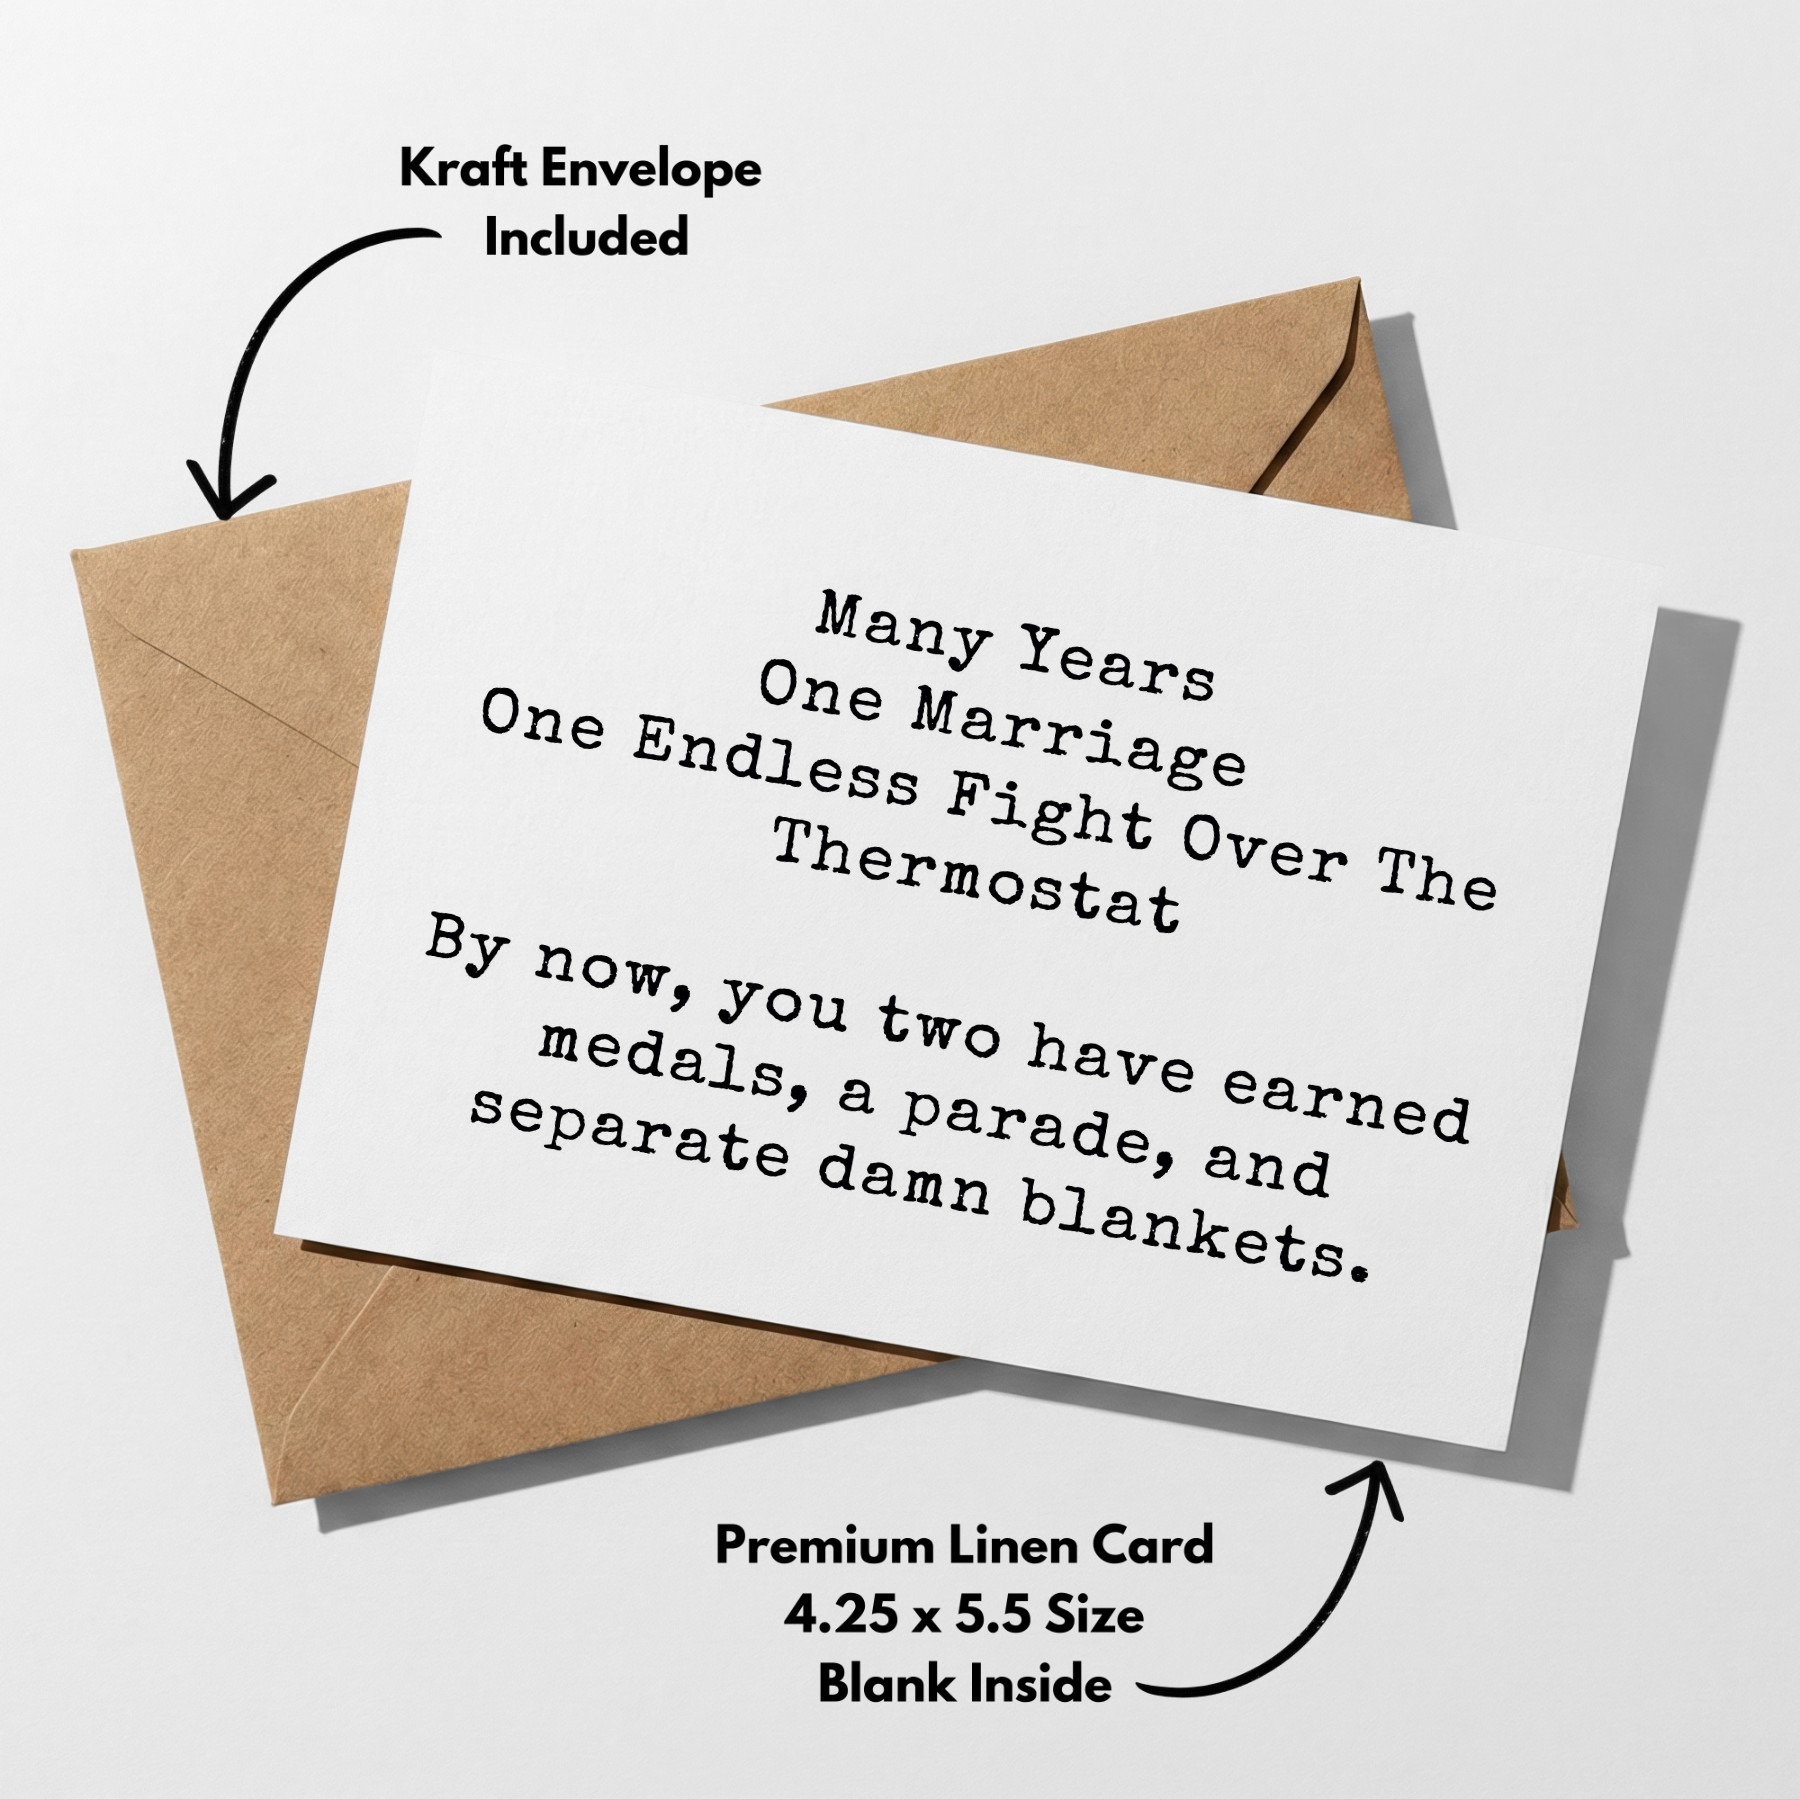 Kraft Envelope
Included
Many Years
One Marriage
One Endless Fight Over The
Thermostat
By now, you two have earned
medals, a parade, and
separate damn blankets.
Premium Linen Card
4.25 x 5.5 Size
Blank Inside